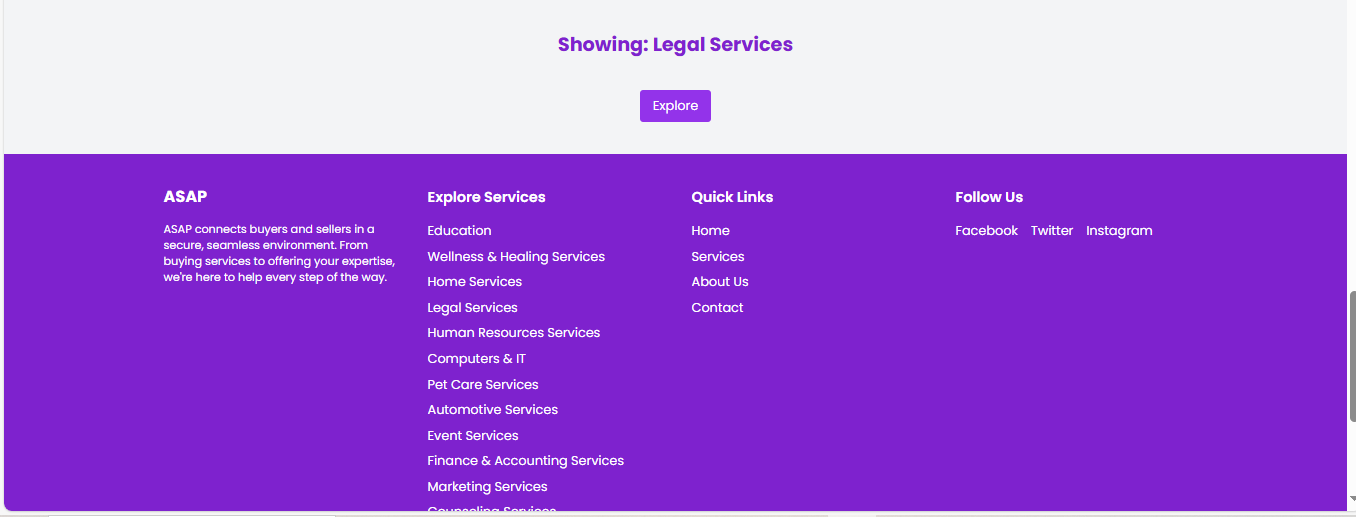 Showing: Legal Services
Explore
ASAP
ASAP connects buyers and sellers in a
secure, seamless environment. From
buying services to offering your expertise,
we're here to help every step of the way.
Explore Services
Education
Wellness & Healing Services
Home Services
Legal Services
Human Resources Services
Computers & IT
Pet Care Services
Automotive Services
Event Services
Finance & Accounting Services
Marketing Services
Counseling Services
Quick Links
Home
Services
About Us
Contact
Follow Us
Facebook Twitter Instagram